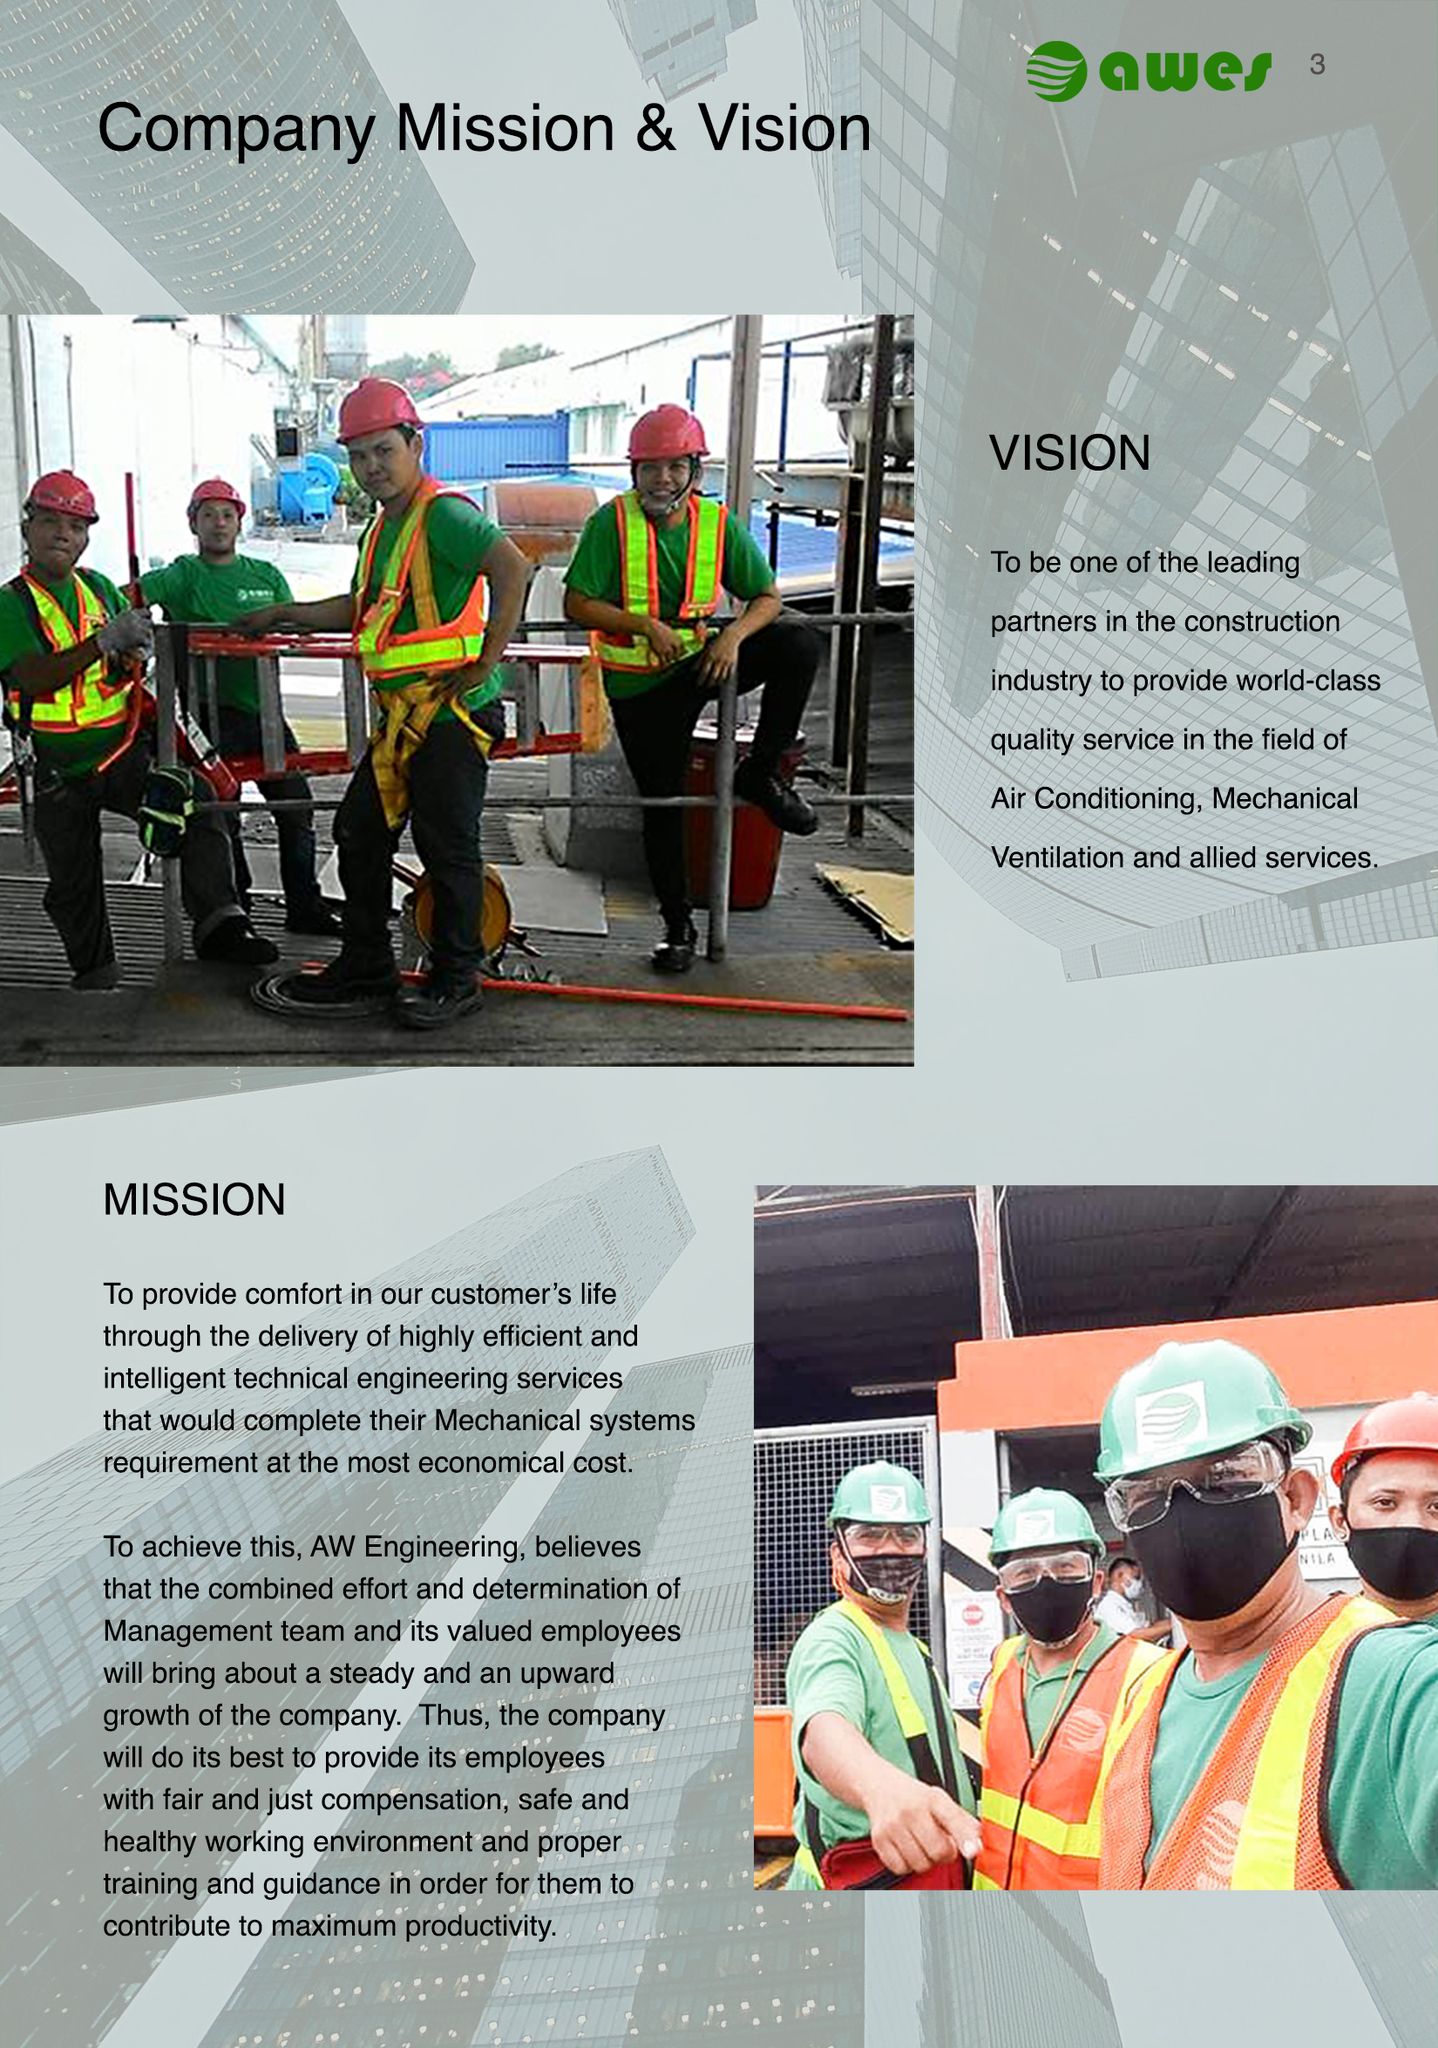 awes 3
Company Mission & Vision
VISION
To be one of the leading
partners in the construction
industry to provide world-class
quality service in the field of
Air Conditioning, Mechanical
Ventilation and allied services.
MISSION
To provide comfort in our customer’s life
through the delivery of highly efficient and
intelligent technical engineering services
that would complete their Mechanical systems
requirement at the most economical cost.
To achieve this, AW Engineering, believes
that the combined effort and determination of
Management team and its valued employees
will bring about a steady and an upward
growth of the company.  Thus, the company
will do its best to provide its employees
with fair and just compensation, safe and
healthy working environment and proper
training and guidance in order for them to
contribute to maximum productivity.